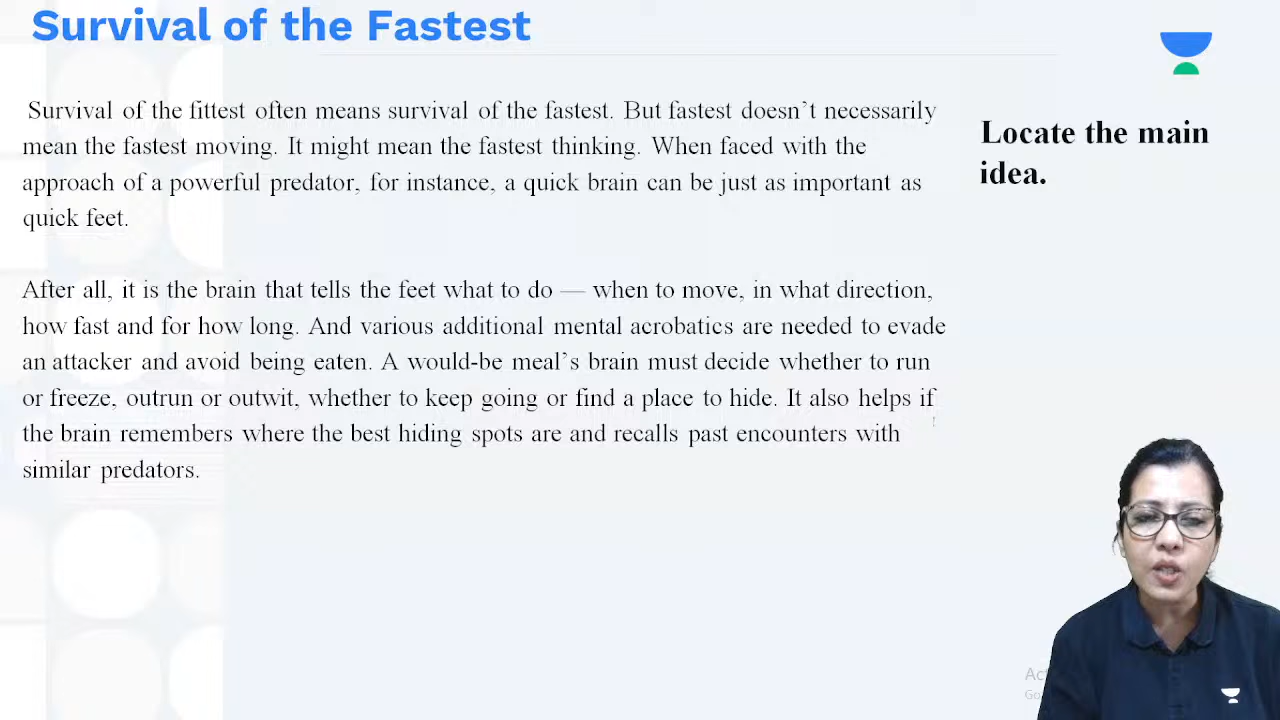 Survival of the Fastest
Survival of the fittest often means survival of the fastest. But fastest doesn’t necessarily
mean the fastest moving. It might mean the fastest thinking. When faced with the
approach of a powerful predator, for instance, a quick brain can be just as important as
quick feet.
After all, it is the brain that tells the feet what to do — when to move, in what direction,
how fast and for how long. And various additional mental acrobatics are needed to evade
an attacker and avoid being eaten. A would-be meal’s brain must decide whether to run
or freeze, outrun or outwit, whether to keep going or find a place to hide. It also helps if
the brain remembers where the best hiding spots are and recalls past encounters with
similar predators.
Locate the main
idea.